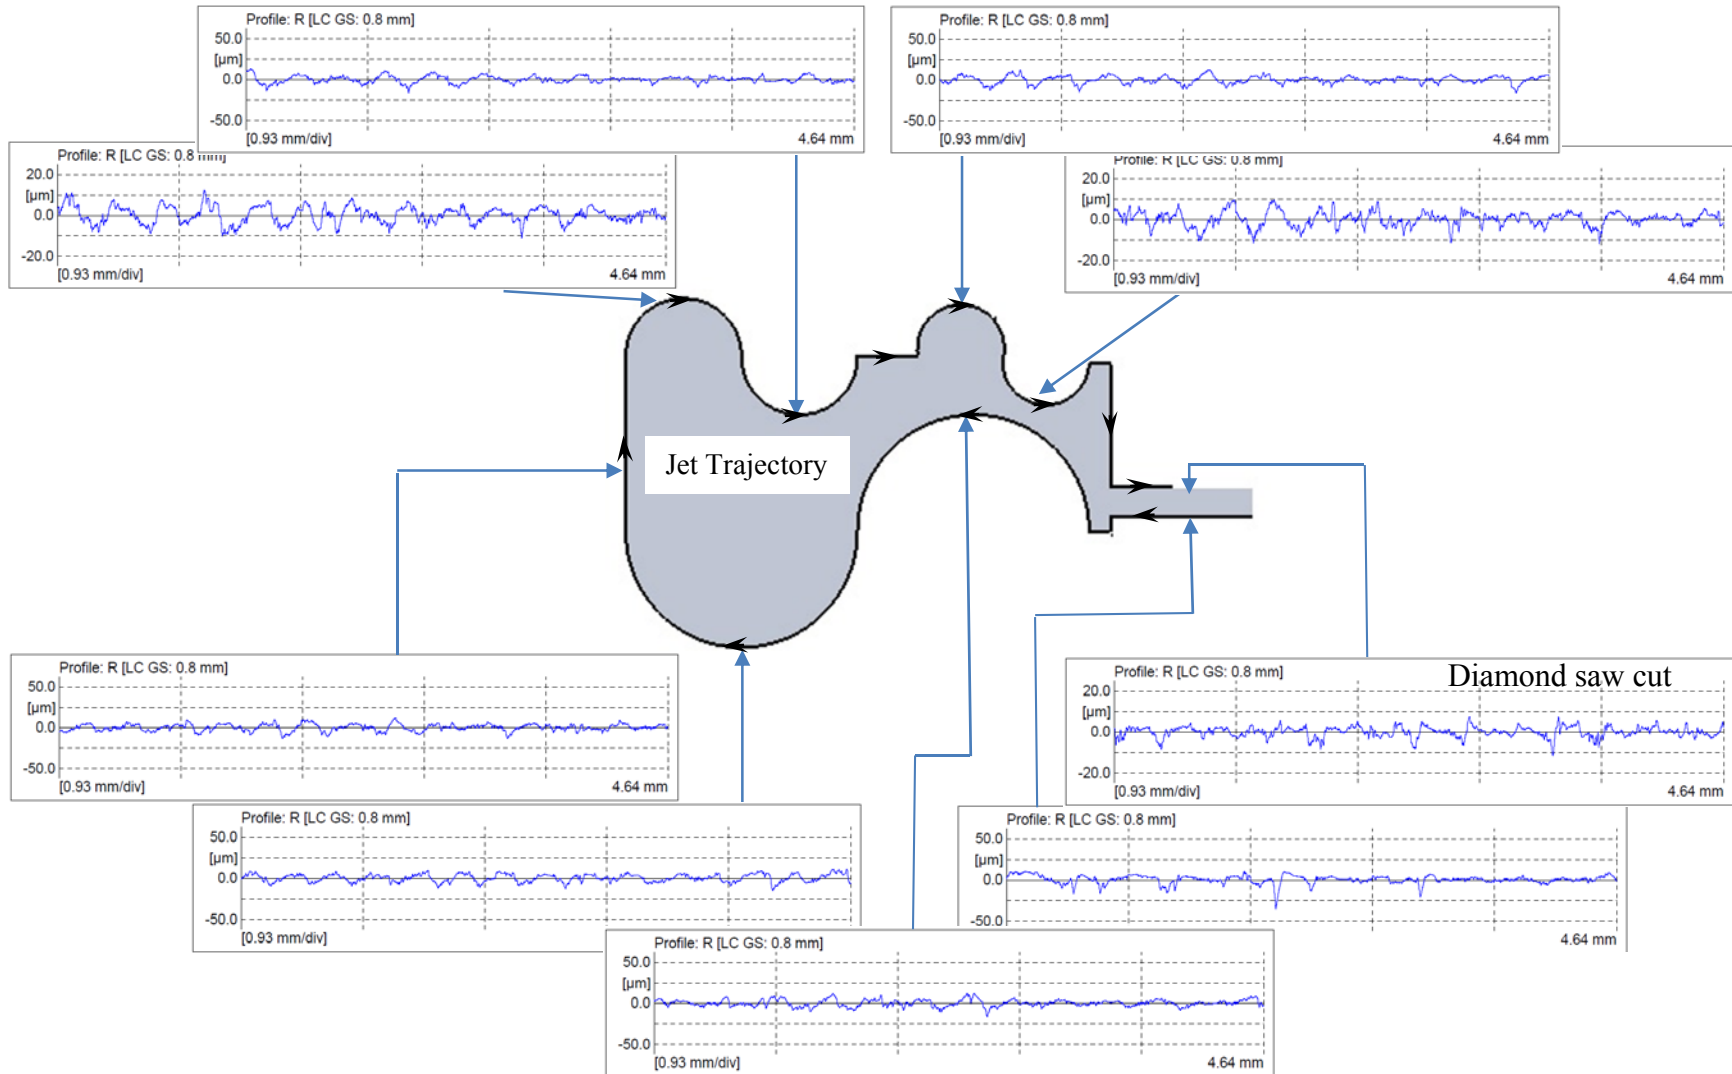 Profile: R [LC GS: 0.8 mm]
50.0
[µm]
0.0
-50.0
[0.93 mm/div]
4.64 mm
Profile: R [LC GS: 0.8 mm]
50.0
[µm]
0.0
-50.0
[0.93 mm/div]
4.64 mm
Profile: R [LC GS: 0.8 mm]
20.0
[µm]
0.0
-20.0
[0.93 mm/div]
4.64 mm
Profile: R [LC GS: 0.8 mm]
20.0
[µm]
0.0
-20.0
[0.93 mm/div]
4.64 mm
Jet Trajectory
Profile: R [LC GS: 0.8 mm]
50.0
[µm]
0.0
-50.0
[0.93 mm/div]
4.64 mm
Profile: R [LC GS: 0.8 mm]
Diamond saw cut
20.0
[µm]
0.0
-20.0
[0.93 mm/div]
4.64 mm
Profile: R [LC GS: 0.8 mm]
50.0
[µm]
0.0
-50.0
Profile: R [LC GS: 0.8 mm]
50.0
[µm]
0.0
-50.0
4.64 mm
Profile: R [LC GS: 0.8 mm]
50.0
[µm]
0.0
-50.0
[0.93 mm/div]
4.64 mm